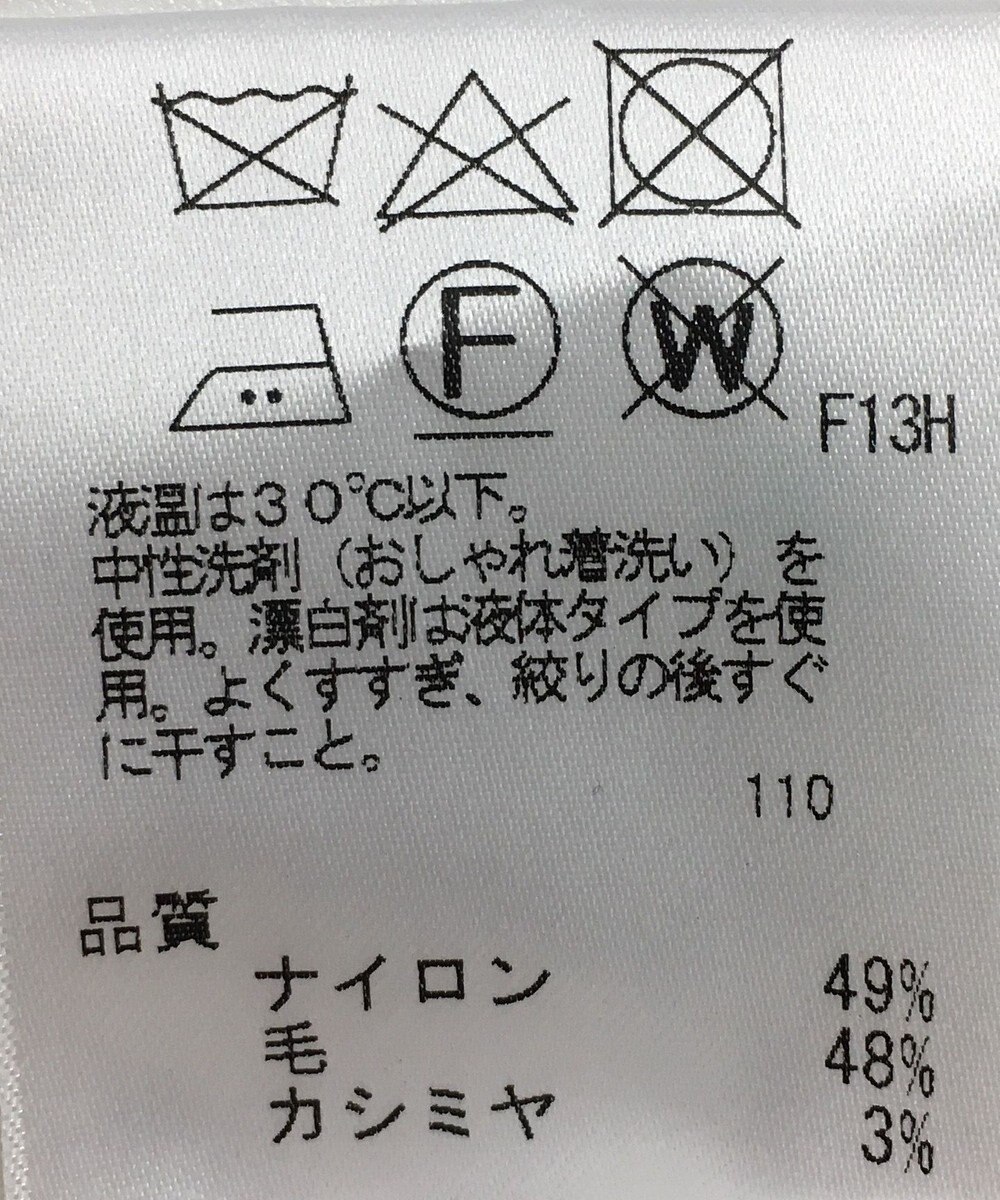 F
W
F13H
液温は30℃以下。
中性洗剤（おしゃれ着洗い）を
使用。漂白剤は液体タイプを使
用。よくすすぎ、絞りの後すぐ
に干すこと。
110
品質
ナイロン 49%
毛 48%
カシミヤ 3%